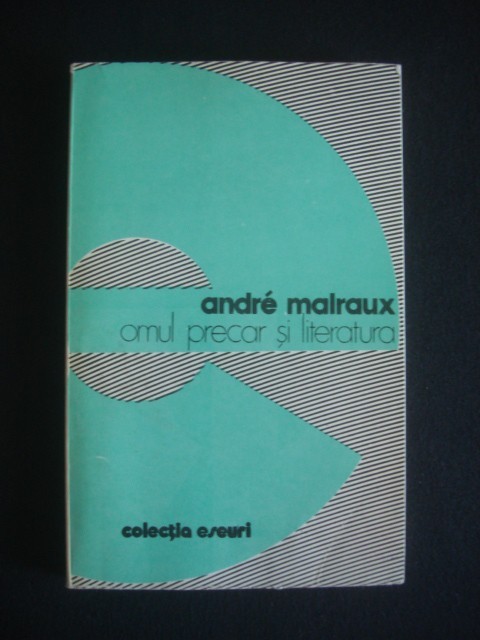 andré malraux
omul precar și literatura
colecția eseuri